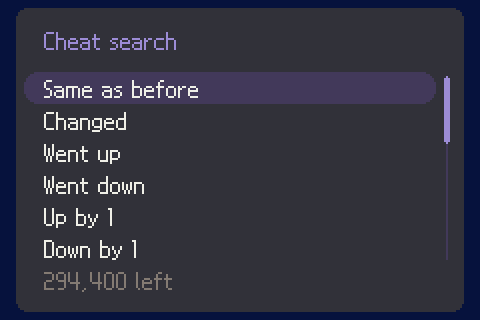 Cheat search
Same as before
Changed
Went up
Went down
Up by 1
Down by 1
294,400 left